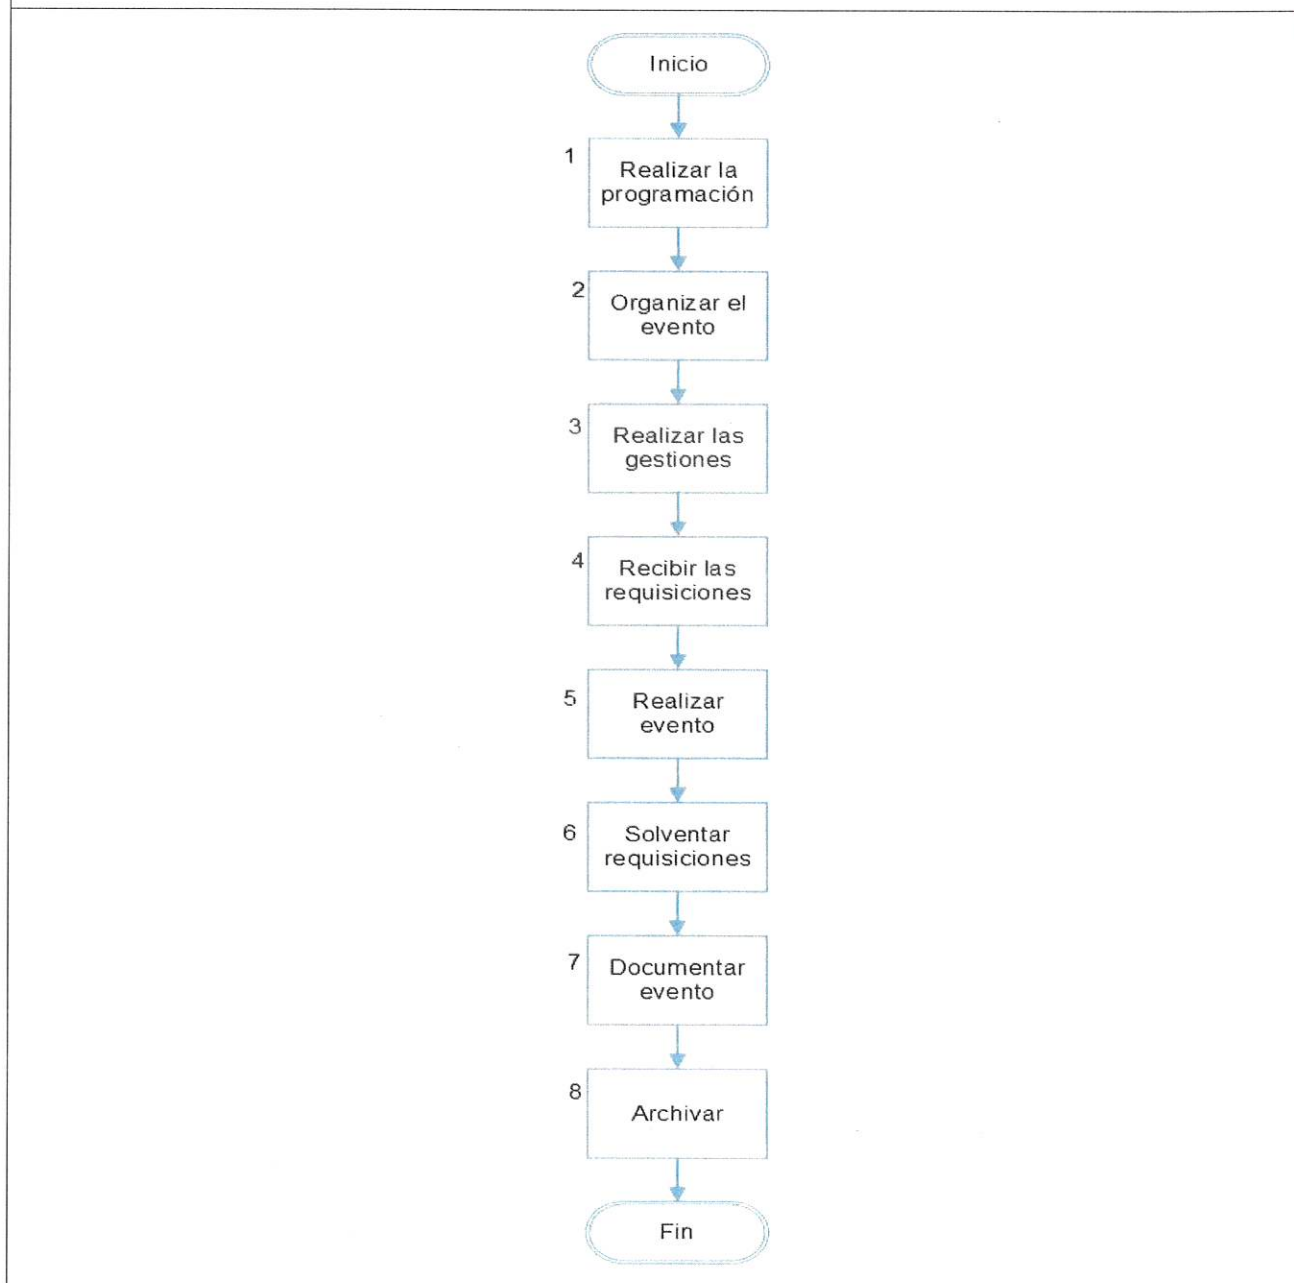 Inicio
1
Realizar la
programación
2
Organizar el
evento
3
Realizar las
gestiones
4
Recibir las
requisiciones
5
Realizar
evento
6
Solventar
requisiciones
7
Documentar
evento
8
Archivar
Fin